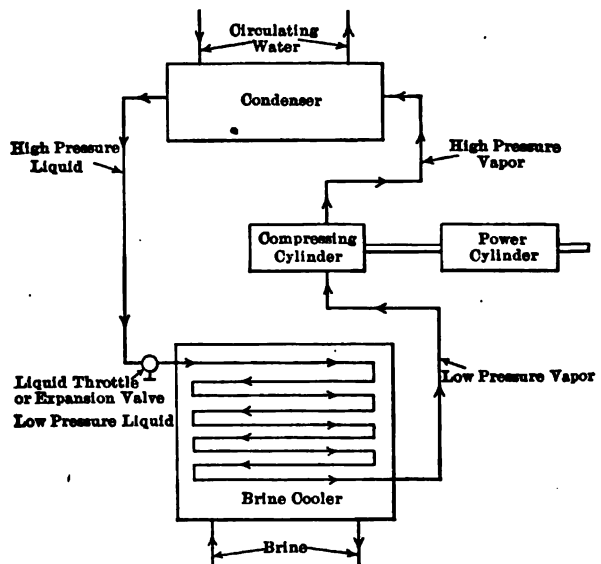 Circulating
Water
Condenser
High Pressure
Liquid
High Pressure
Vapor
Compressing
Cylinder
Power
Cylinder
Liquid Throttle
or Expansion Valve
Low Pressure Liquid
Low Pressure Vapor
Brine Cooler
Brine